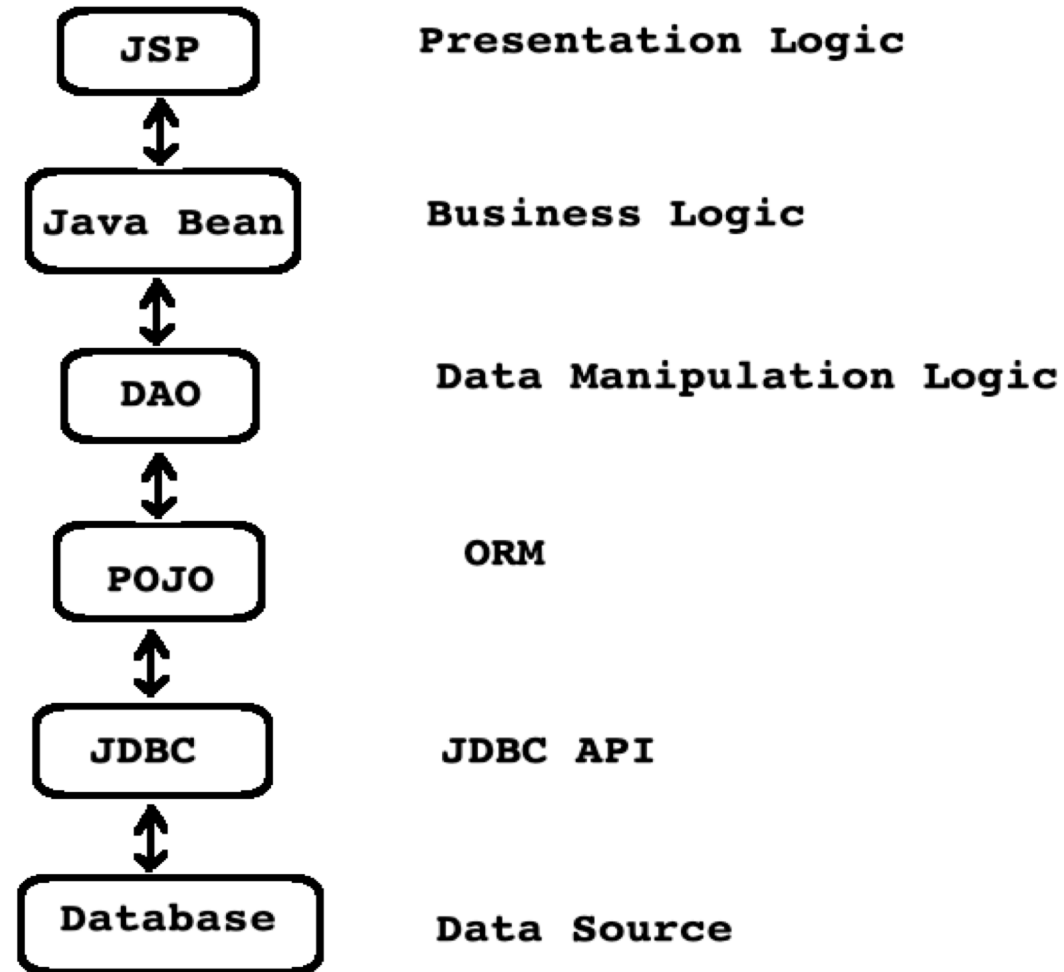 JSP Presentation Logic
Java Bean Business Logic
DAO Data Manipulation Logic
POJO ORM
JDBC JDBC API
Database Data Source